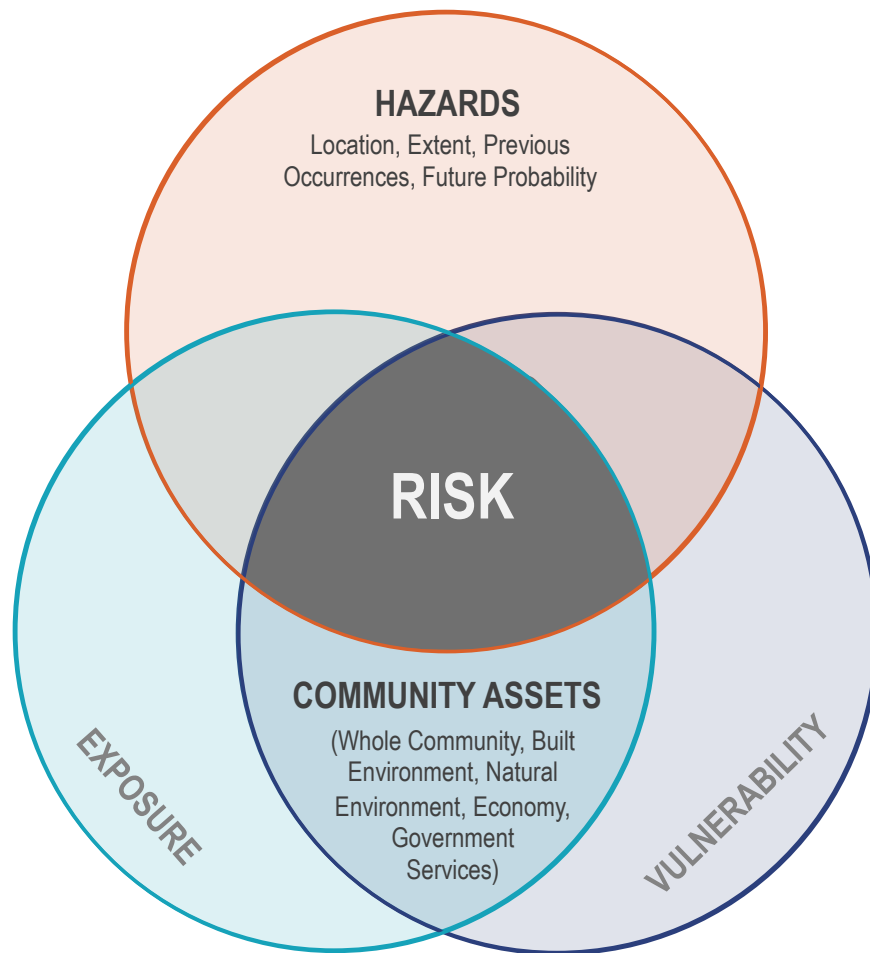 HAZARDS
Location, Extent, Previous
Occurrences, Future Probability
RISK
COMMUNITY ASSETS
(Whole Community, Built
Environment, Natural
Environment, Economy,
Government
Services)
EXPOSURE
VULNERABILITY